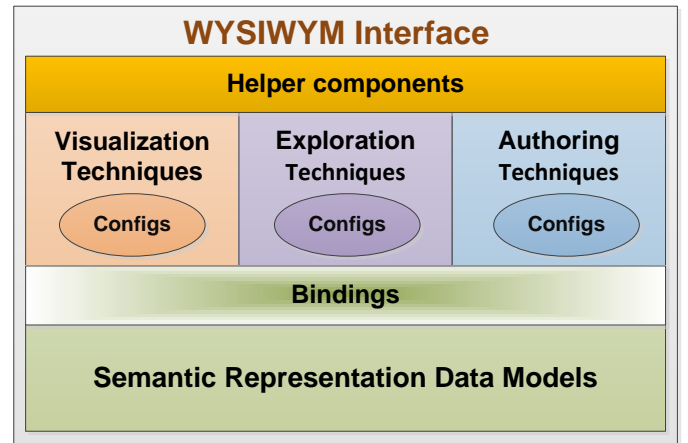 WYSIWYM Interface
Helper components
Visualization
Techniques
Configs
Exploration
Techniques
Configs
Authoring
Techniques
Configs
Bindings
Semantic Representation Data Models